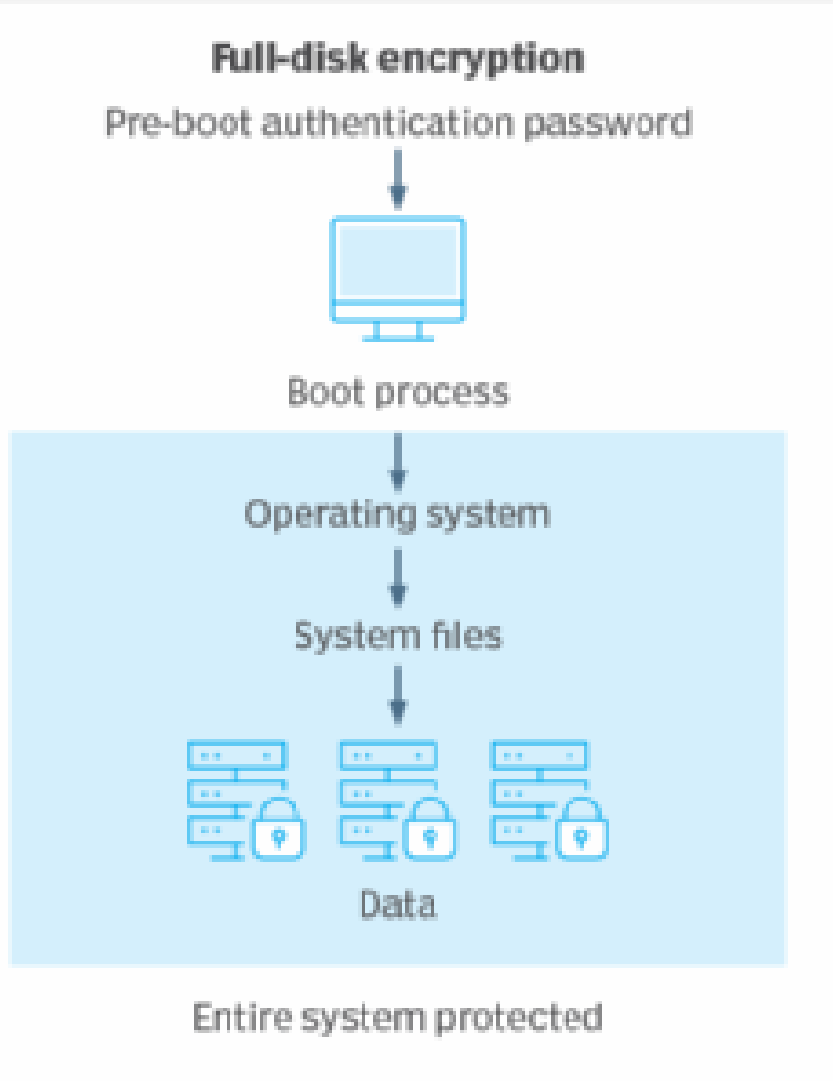 Full-disk encryption
Pre-boot authentication password
Boot process
Operating system
System files
Data
Entire system protected